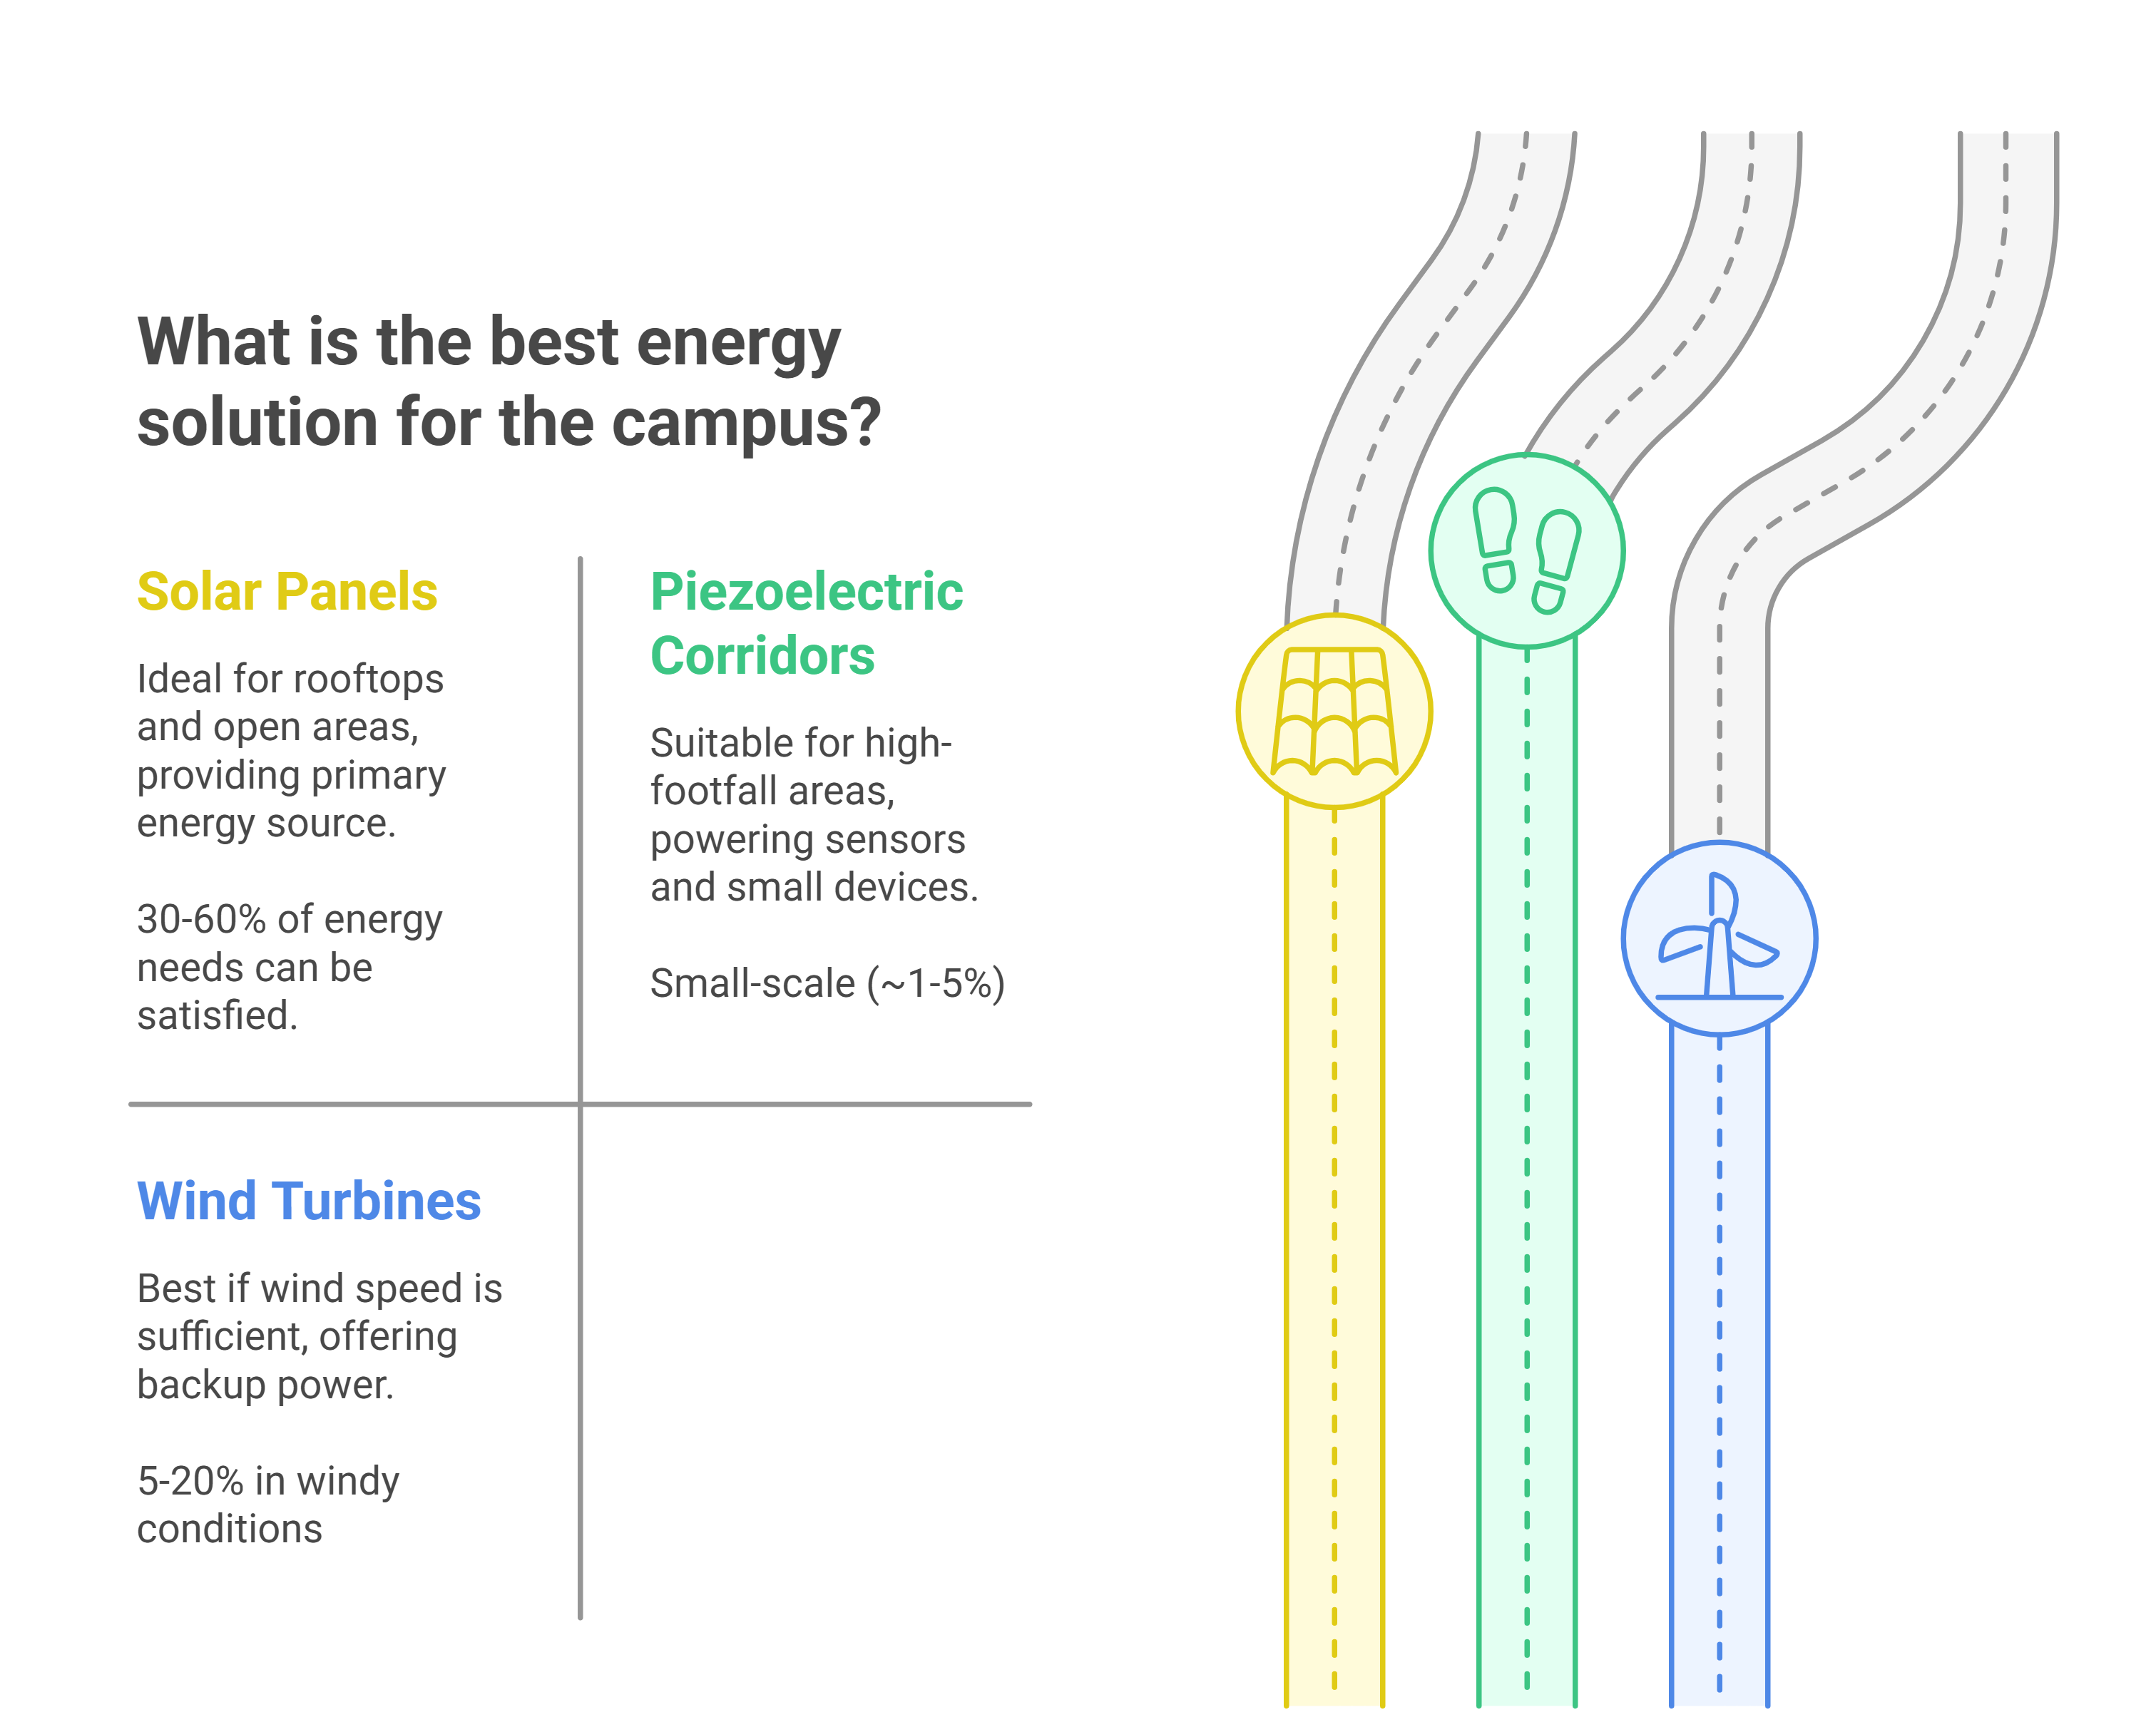 What is the best energy
solution for the campus?
Solar Panels
Ideal for rooftops
and open areas,
providing primary
energy source.
30-60% of energy
needs can be
satisfied.
Piezoelectric
Corridors
Suitable for high-
footfall areas,
powering sensors
and small devices.
Small-scale (~1-5%)
Wind Turbines
Best if wind speed is
sufficient, offering
backup power.
5-20% in windy
conditions